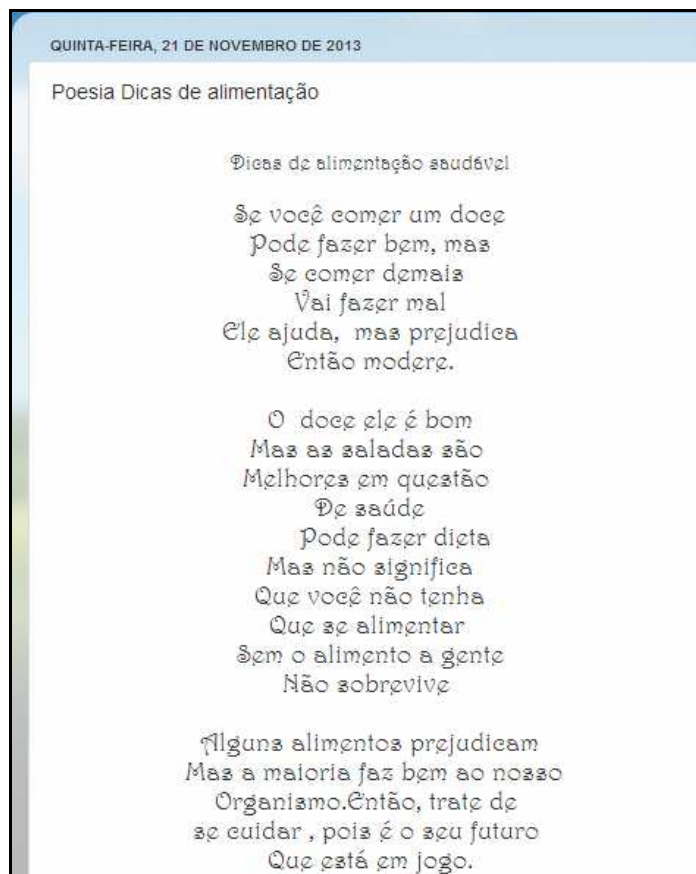 QUINTA-FEIRA, 21 DE NOVEMBRO DE 2013
Poesia Dicas de alimentação
Dicas de alimentação saudável
Se você comer um doce
Pode fazer bem, mas
Se comer demais
Vai fazer mal
Ele ajuda, mas prejudica
Então modere.
O doce ele é bom
Mas as saladas são
Melhores em questão
De saúde
Pode fazer dieta
Mas não significa
Que você não tenha
Que se alimentar
Sem o alimento a gente
Não sobrevive
Alguns alimentos prejudicam
Mas a maioria faz bem ao nosso
Organismo.Então, trate de
se cuidar , pois é o seu futuro
Que está em jogo.